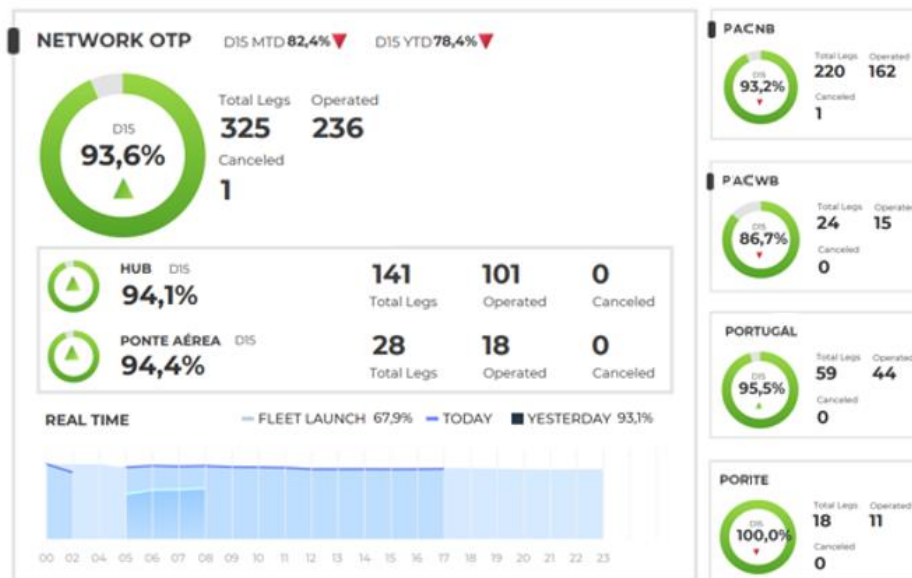 NETWORK OTP D15 MTD 82,4% D15 YTD 78,4%
D15
93,6%
Total Legs Operated
325 236
Canceled
1
HUB D15
94,1%
141 101 0
Total Legs Operated Canceled
PONTE AÉREA D15
94,4%
28 18 0
Total Legs Operated Canceled
REAL TIME FLEET LAUNCH 67,9% TODAY YESTERDAY 93,1%
00 02 04 05 06 07 08 09 10 11 12 13 14 15 16 17 19 20 21 22 23
PACNB
D15
93,2%
Total Legs Operated
220 162
Canceled
1
PACWB
D15
86,7%
Total Legs Operated
24 15
Canceled
0
PORTUGAL
D15
95,5%
Total Legs Operated
59 44
Canceled
0
PORITE
D15
100,0%
Total Legs Operated
18 11
Canceled
0